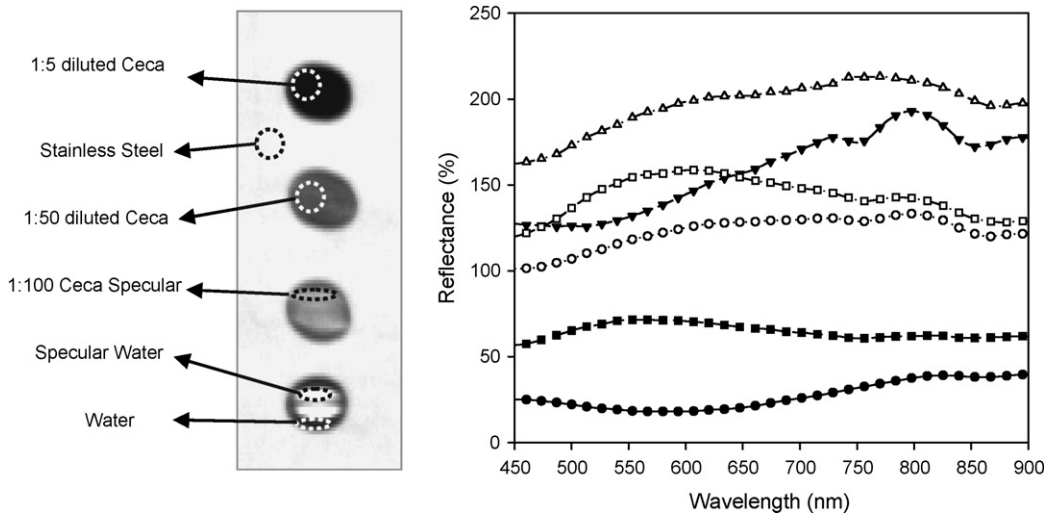 1:5 diluted Ceca
Stainless Steel
1:50 diluted Ceca
1:100 Ceca Specular
Specular Water
Water
Reflectance (%)
250
200
150
100
50
0
450 500 550 600 650 700 750 800 850 900
Wavelength (nm)